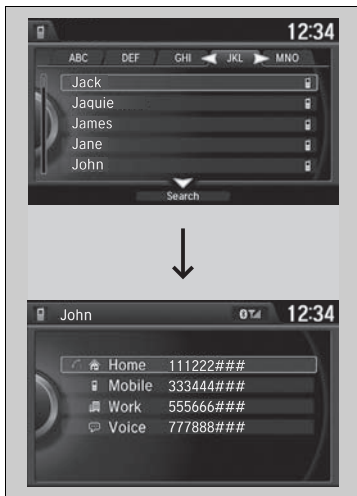 12:34
ABC DEF GHI JKL MNO
Jack
Jaquie
James
Jane
John
Search
John 12:34
Home 111222###
Mobile 333444###
Work 555666###
Voice 777888###